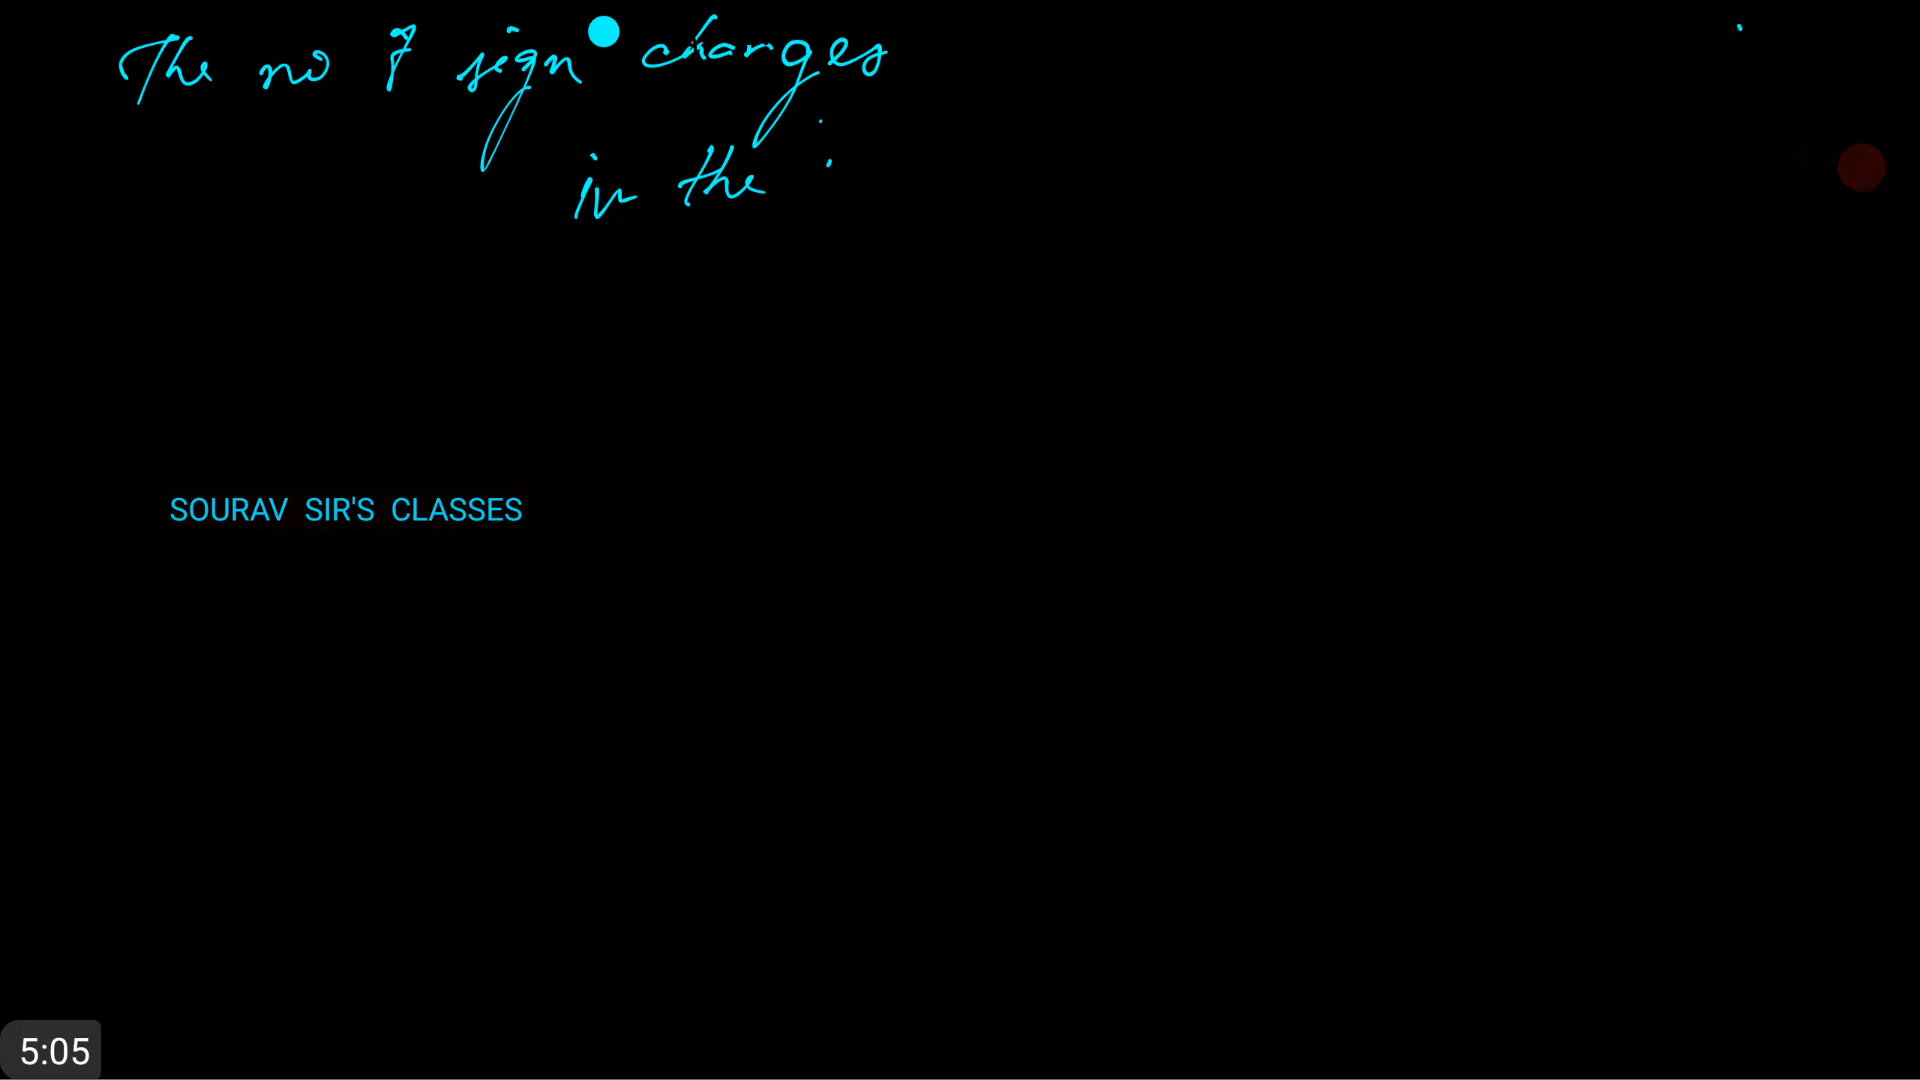 The no of sign changes
in the
SOURAV SIR'S CLASSES
5:05